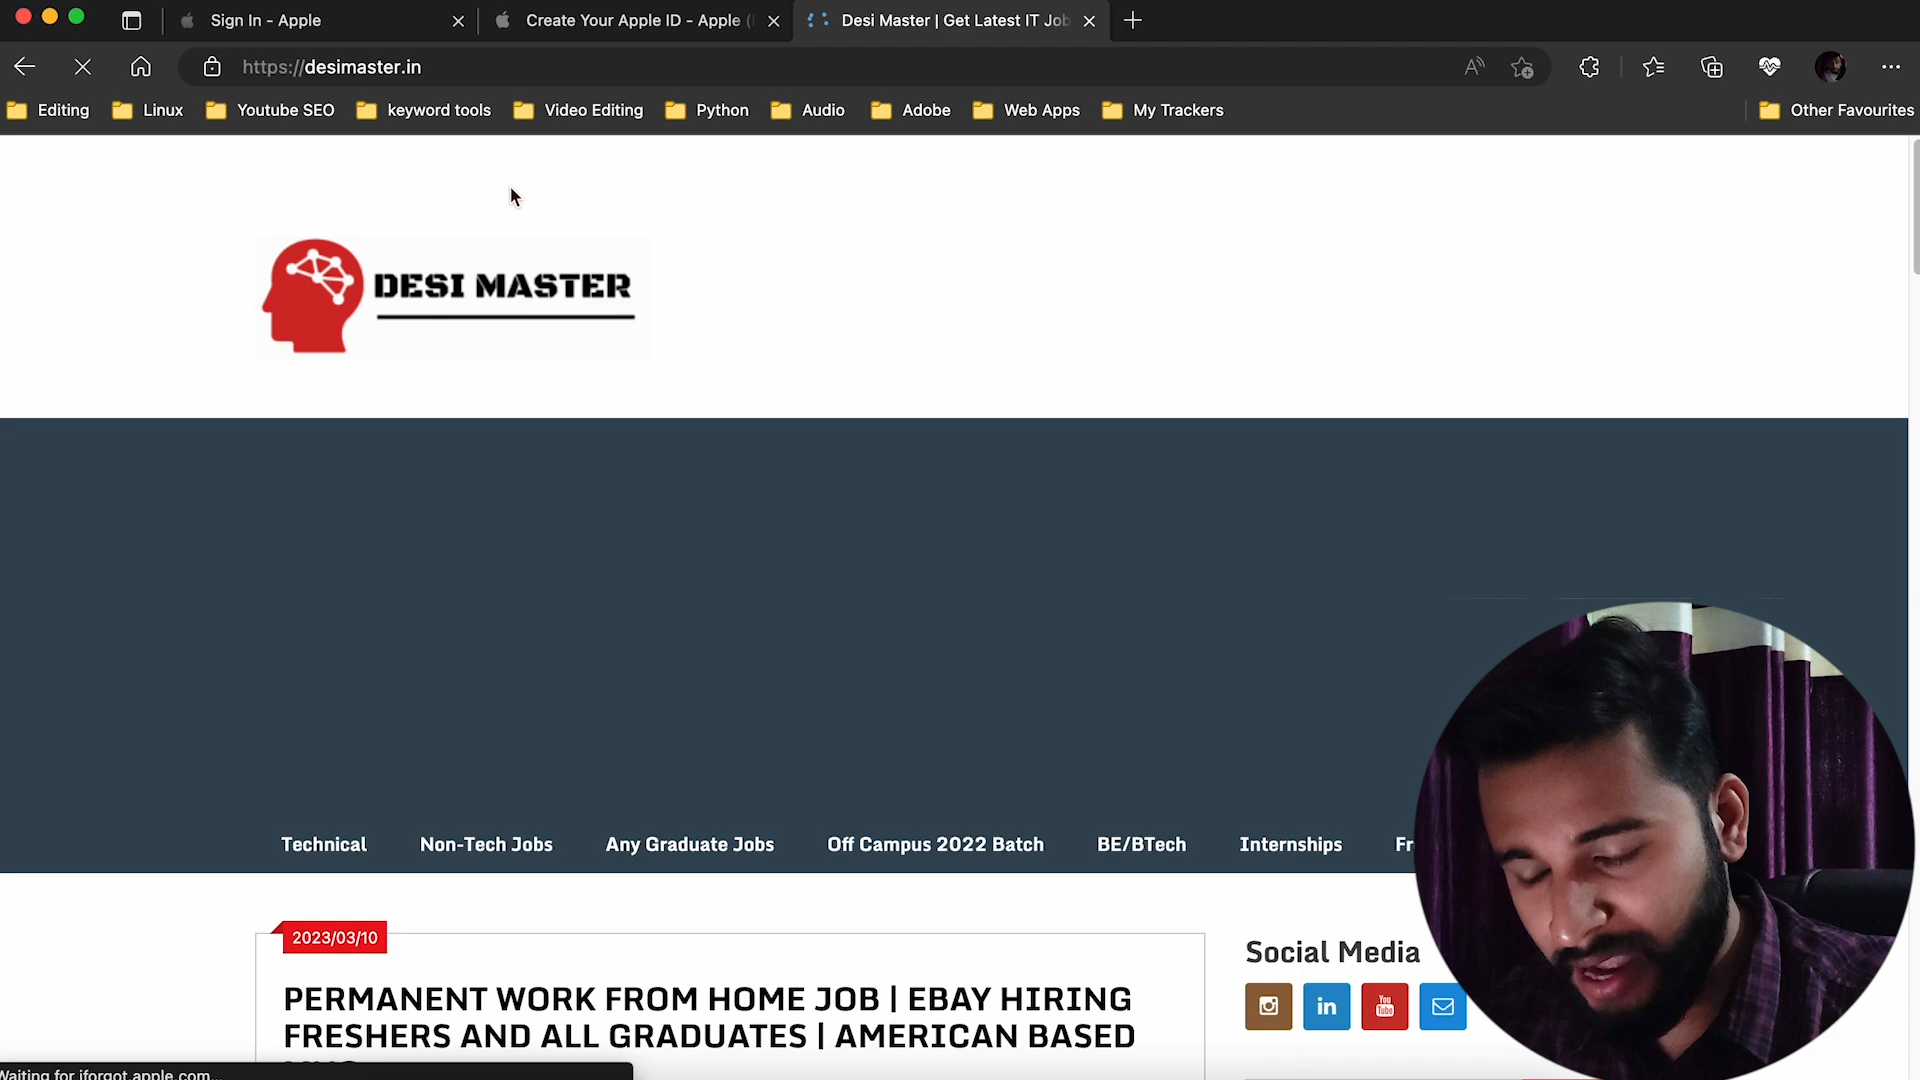 Sign In - Apple
Create Your Apple ID - Apple (
Desi Master | Get Latest IT Job
https://desimaster.in
Editing
Linux
Youtube SEO
keyword tools
Video Editing
Python
Audio
Adobe
Web Apps
My Trackers
Other Favourites
DESI MASTER
Technical
Non-Tech Jobs
Any Graduate Jobs
Off Campus 2022 Batch
BE/BTech
Internships
Fr
2023/03/10
PERMANENT WORK FROM HOME JOB | EBAY HIRING
FRESHERS AND ALL GRADUATES | AMERICAN BASED
Social Media
in
You
Tube
Waiting for iforgot.apple.com...